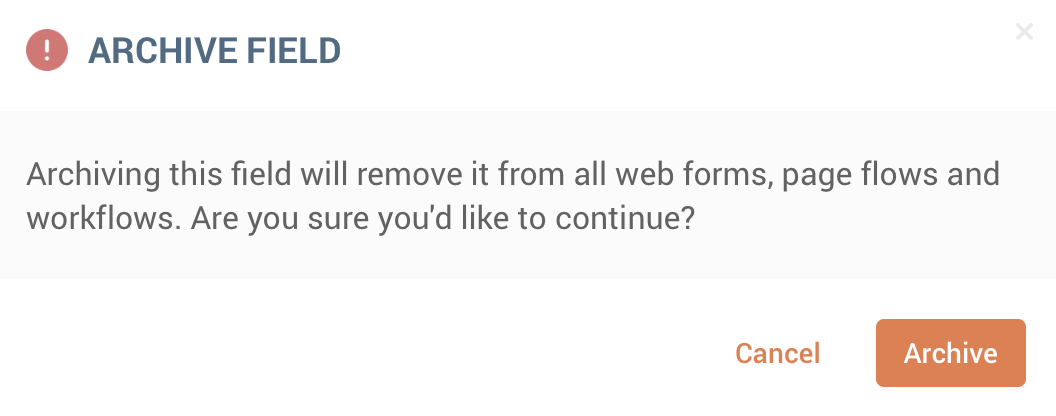 ARCHIVE FIELD
Archiving this field will remove it from all web forms, page flows and
workflows. Are you sure you'd like to continue?
Cancel
Archive